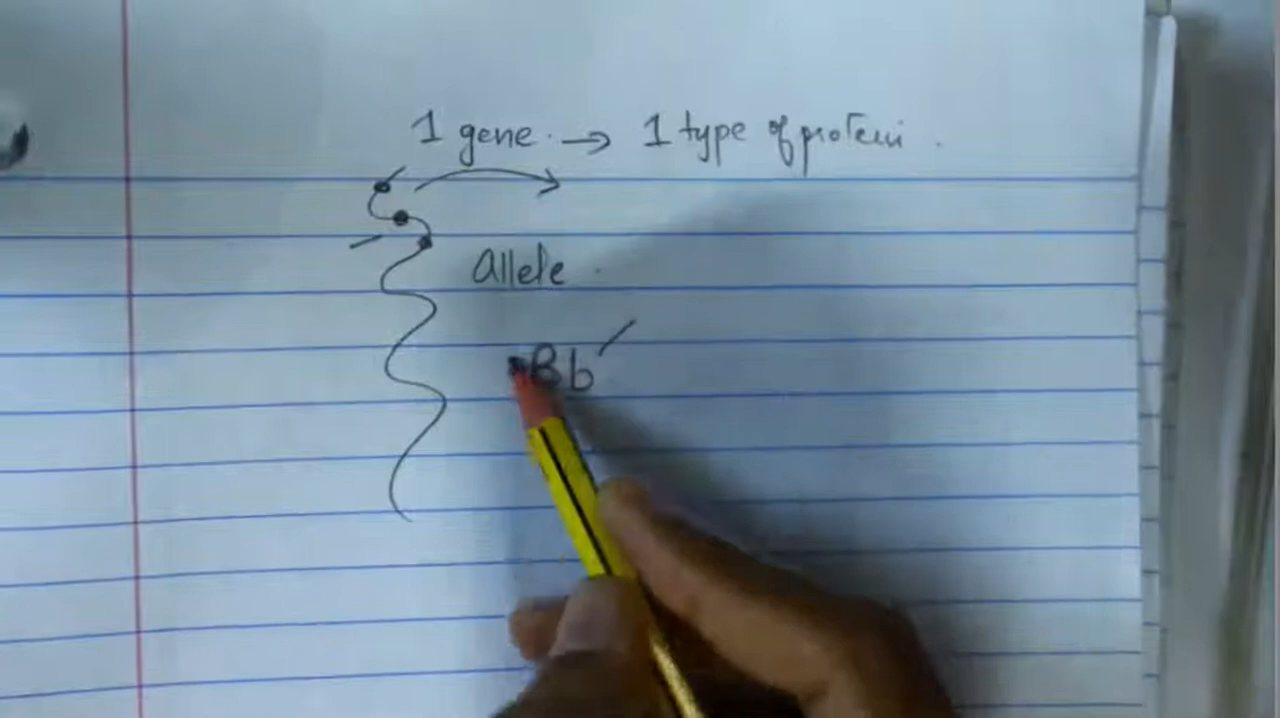 1 gene. → 1 type of protein.
Allele.
Bb